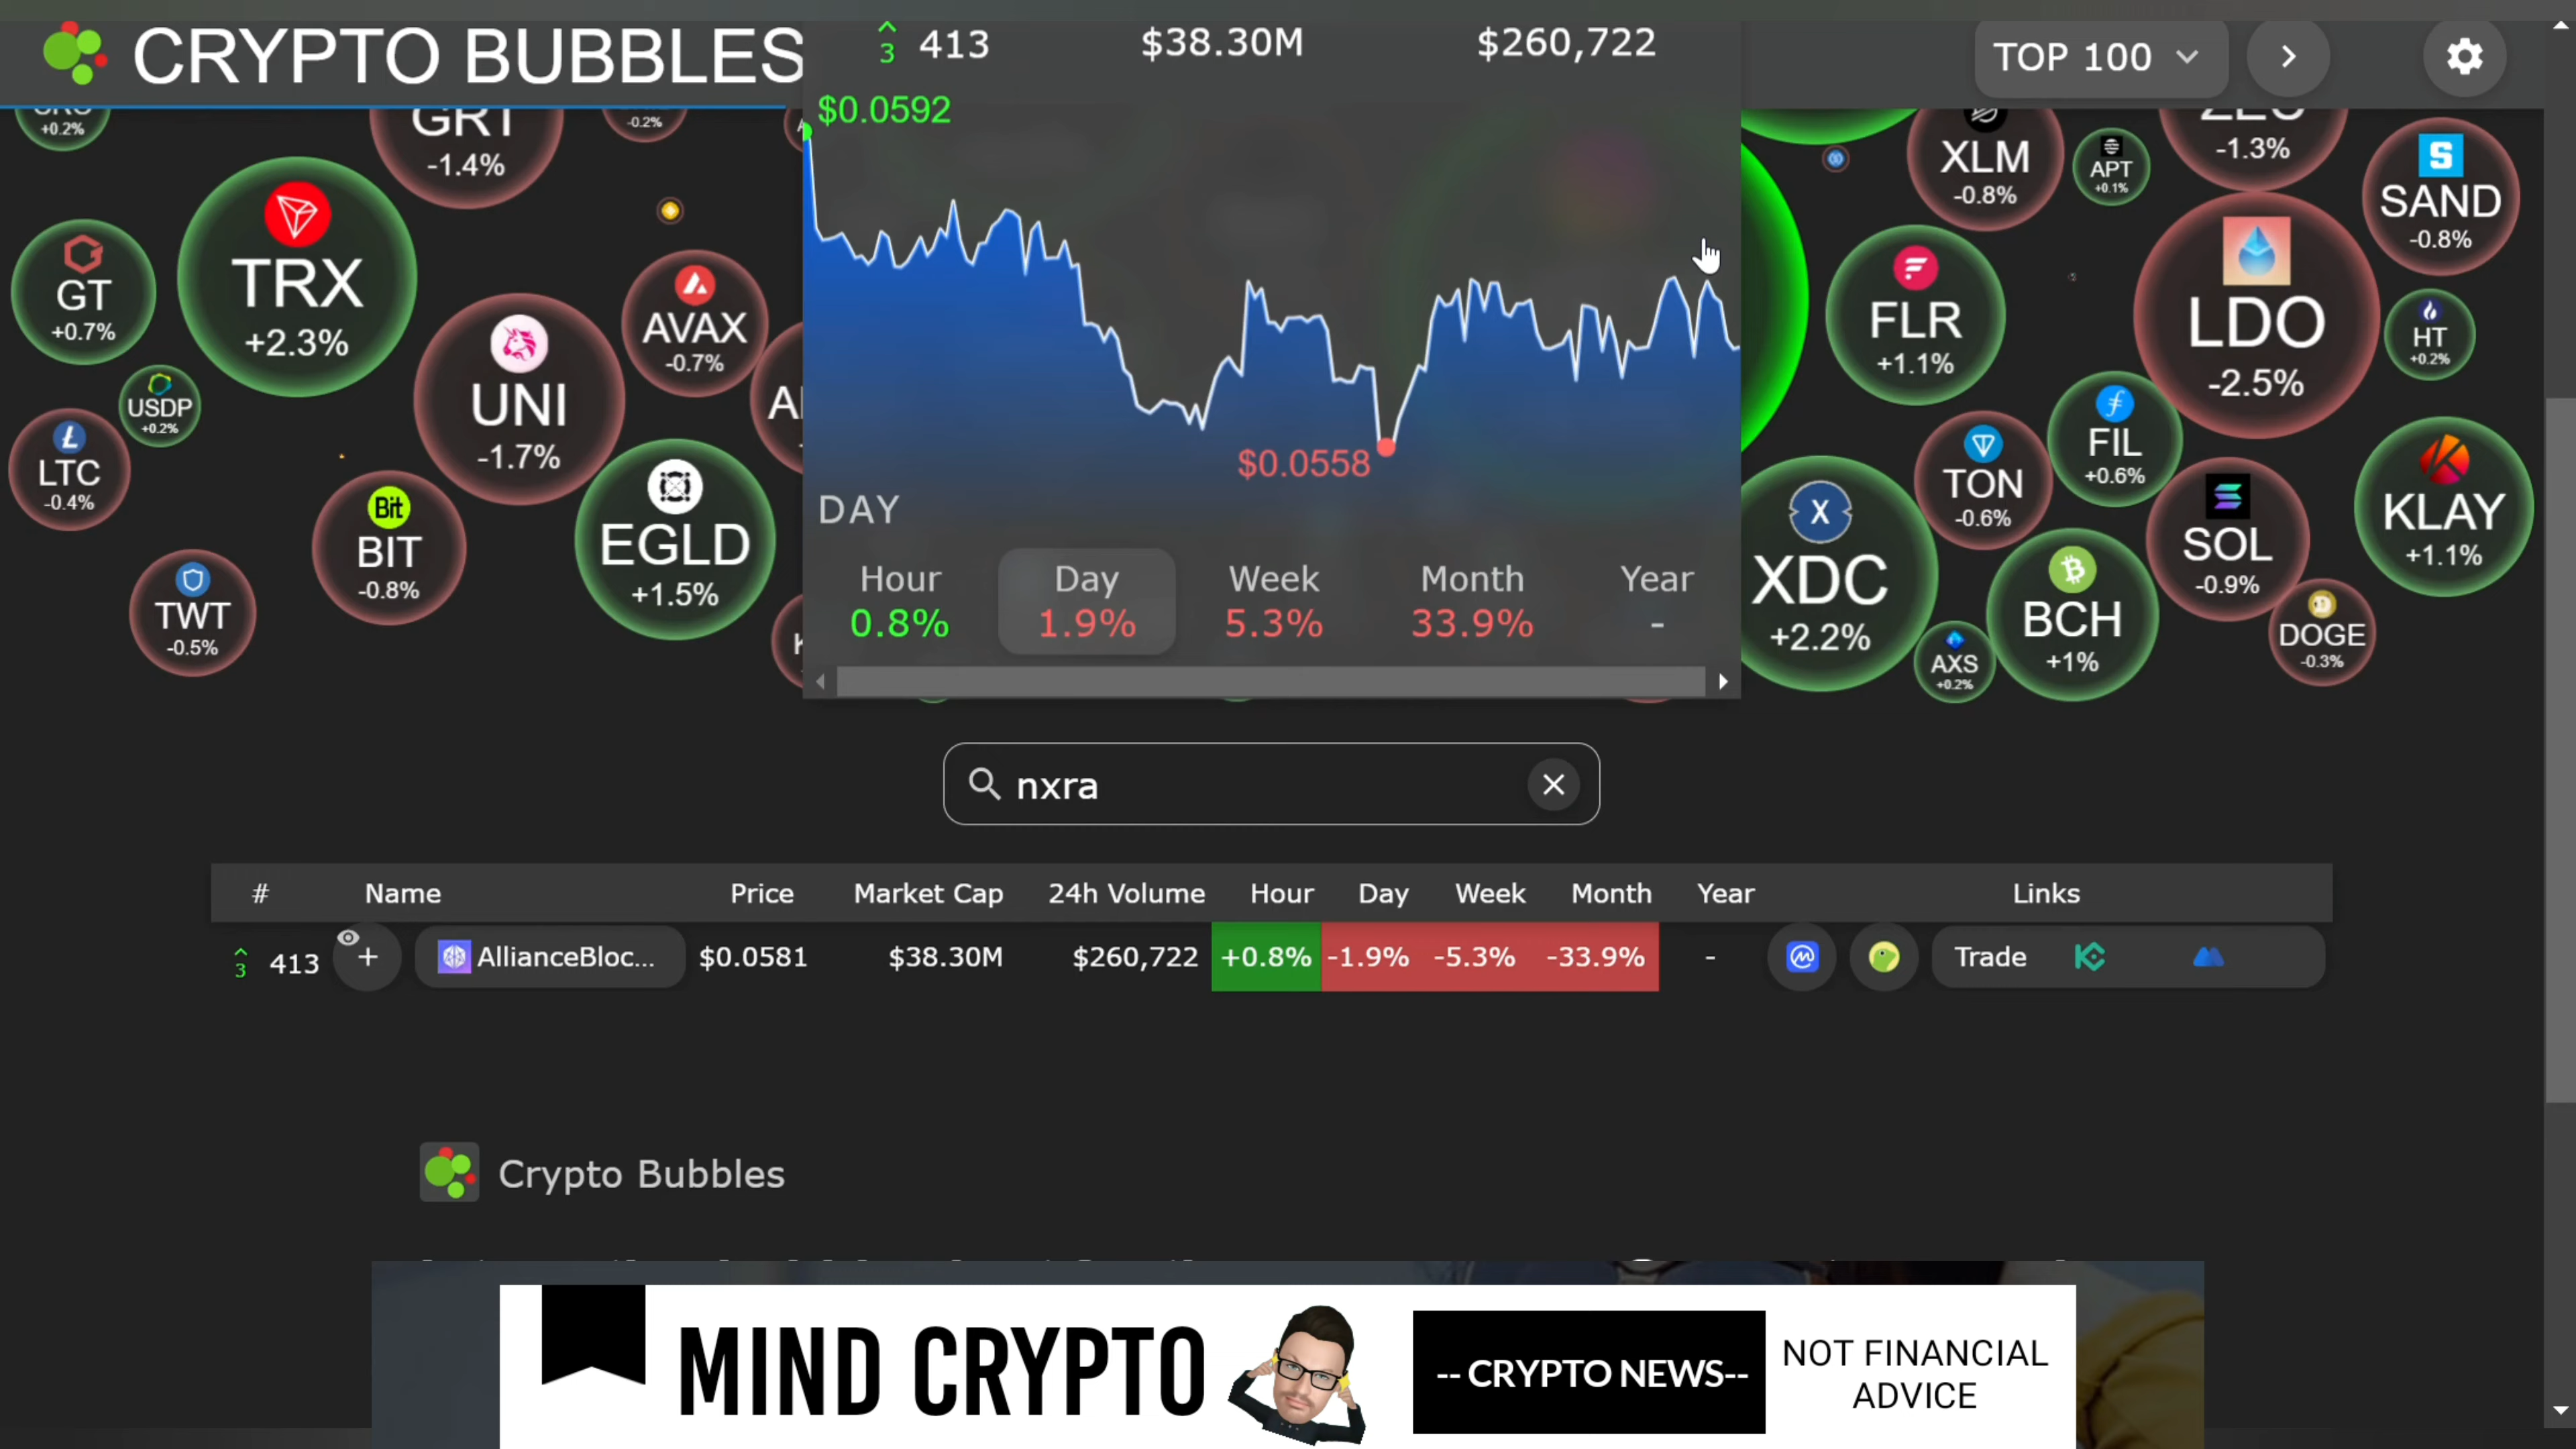 CRYPTO BUBBLES
3 413 $38.30M $260,722
TOP 100
$0.0592
$0.0558
DAY
Hour Day Week Month Year
0.8% 1.9% 5.3% 33.9% -
+0.2%
GRT
-1.4%
-0.2%
TRX
+2.3%
GT
+0.7%
USDP
+0.2%
LTC
-0.4%
TWT
-0.5%
BIT
Bit
-0.8%
UNI
-1.7%
AVAX
-0.7%
EGLD
+1.5%
XLM
-0.8%
APT
+0.1%
ZEC
-1.3%
S
SAND
-0.8%
FLR
+1.1%
LDO
-2.5%
HT
+0.2%
TON
-0.6%
FIL
+0.6%
X
XDC
+2.2%
SOL
-0.9%
KLAY
+1.1%
BCH
+1%
AXS
+0.2%
DOGE
-0.3%
nxra
# Name Price Market Cap 24h Volume Hour Day Week Month Year Links
3 413 + AllianceBloc... $0.0581 $38.30M $260,722 +0.8% -1.9% -5.3% -33.9% - Trade
Crypto Bubbles
MIND CRYPTO
-- CRYPTO NEWS--
NOT FINANCIAL
ADVICE